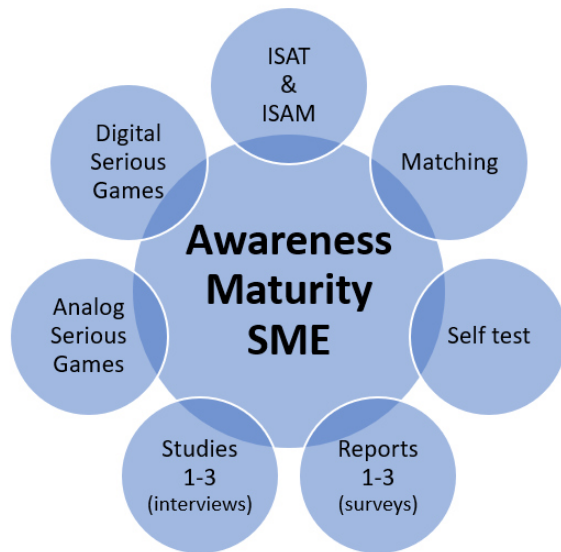 ISAT
&
ISAM
Matching
Self test
Reports
1-3
(surveys)
Studies
1-3
(interviews)
Analog
Serious
Games
Digital
Serious
Games
Awareness
Maturity
SME